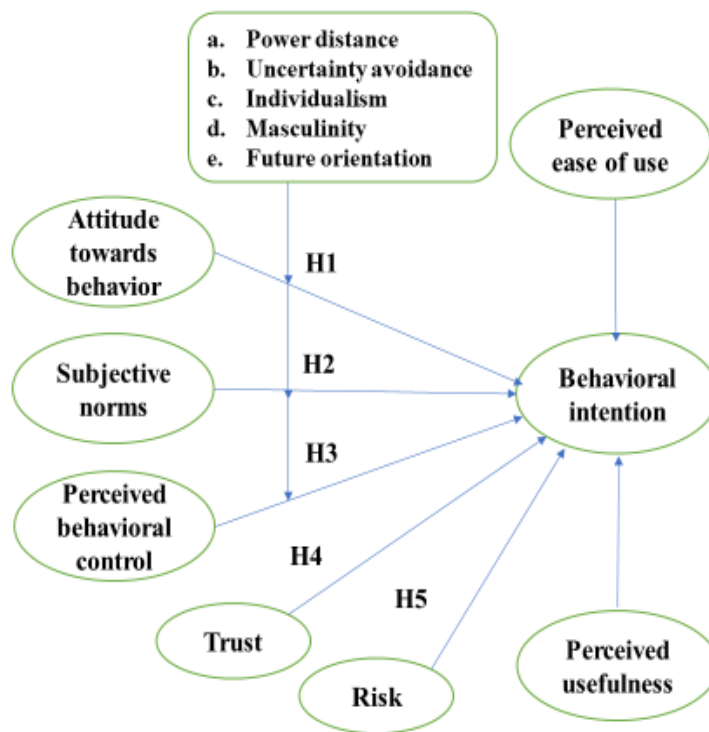 a. Power distance
b. Uncertainty avoidance
c. Individualism
d. Masculinity
e. Future orientation
Perceived
ease of use
Attitude
towards
behavior
H1
Subjective
norms
H2
Behavioral
intention
H3
Perceived
behavioral
control
H4
H5
Trust
Risk
Perceived
usefulness